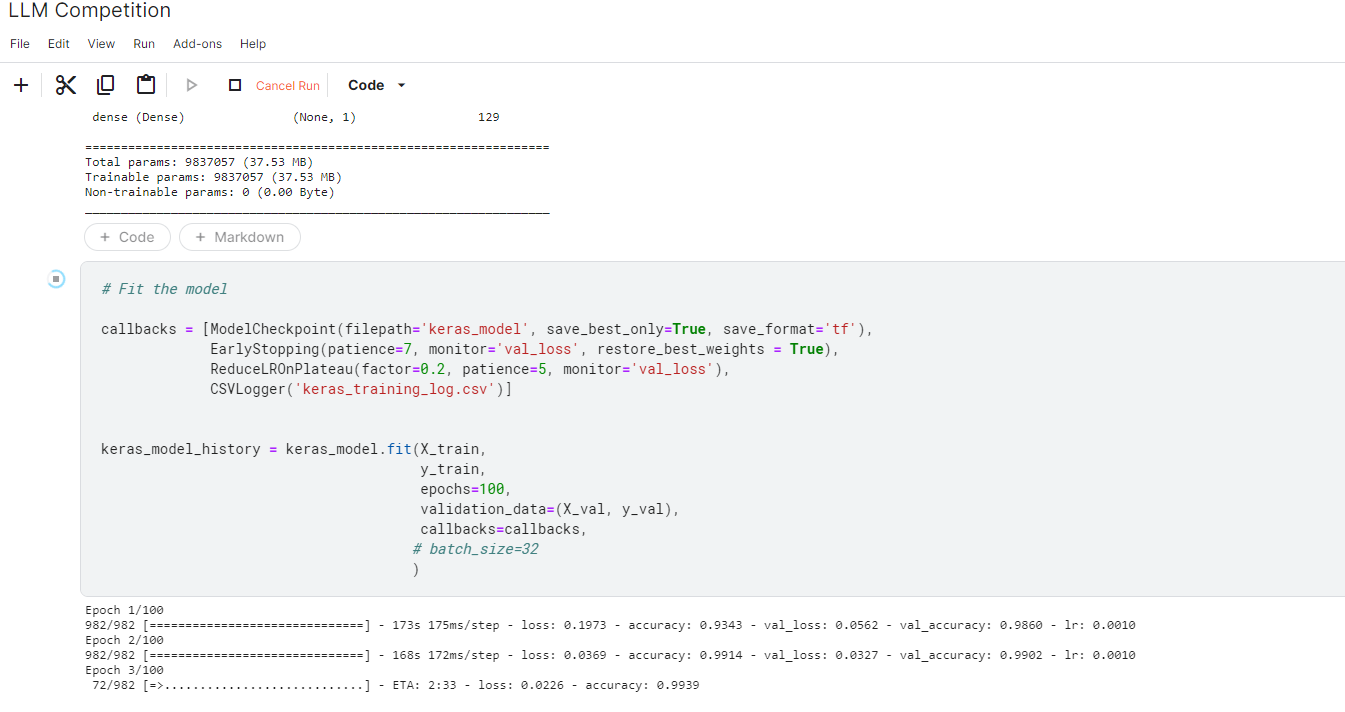 LLM Competition
File Edit View Run Add-ons Help
Cancel Run Code
dense (Dense) (None, 1) 129
=================================================================
Total params: 9837057 (37.53 MB)
Trainable params: 9837057 (37.53 MB)
Non-trainable params: 0 (0.00 Byte)
_________________________________________________________________
+ Code + Markdown
# Fit the model
callbacks = [ModelCheckpoint(filepath='keras_model', save_best_only=True, save_format='tf'),
EarlyStopping(patience=7, monitor='val_loss', restore_best_weights = True),
ReduceLROnPlateau(factor=0.2, patience=5, monitor='val_loss'),
CSVLogger('keras_training_log.csv')]
keras_model_history = keras_model.fit(X_train,
y_train,
epochs=100,
validation_data=(X_val, y_val),
callbacks=callbacks,
# batch_size=32
)
Epoch 1/100
982/982 [==============================] - 173s 175ms/step - loss: 0.1973 - accuracy: 0.9343 - val_loss: 0.0562 - val_accuracy: 0.9860 - lr: 0.0010
Epoch 2/100
982/982 [==============================] - 168s 172ms/step - loss: 0.0369 - accuracy: 0.9914 - val_loss: 0.0327 - val_accuracy: 0.9902 - lr: 0.0010
Epoch 3/100
72/982 [=>............................] - ETA: 2:33 - loss: 0.0226 - accuracy: 0.9939